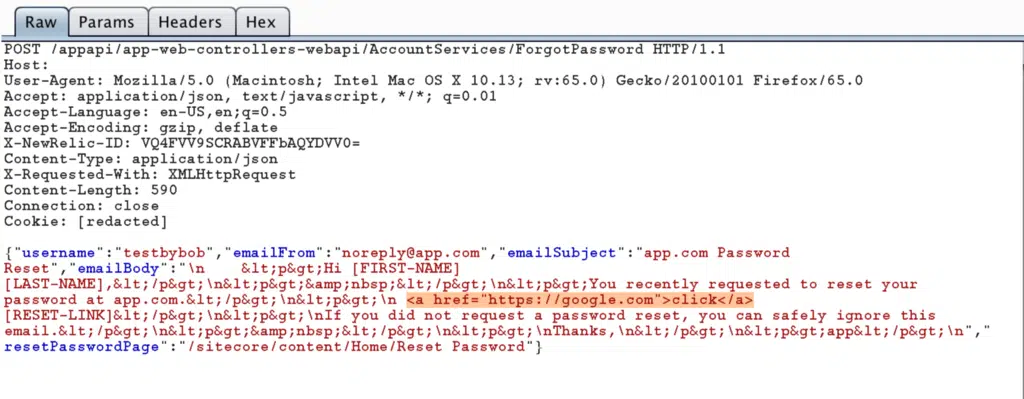 Raw Params Headers Hex
POST /appapi/app-web-controllers-webapi/AccountServices/ForgotPassword HTTP/1.1
Host:
User-Agent: Mozilla/5.0 (Macintosh; Intel Mac OS X 10.13; rv:65.0) Gecko/20100101 Firefox/65.0
Accept: application/json, text/javascript, */*; q=0.01
Accept-Language: en-US,en;q=0.5
Accept-Encoding: gzip, deflate
X-NewRelic-ID: VQ4FVV9SCRABVFFbAQYDVV0=
Content-Type: application/json
X-Requested-With: XMLHttpRequest
Content-Length: 590
Connection: close
Cookie: [redacted]
{"username":"testbybob","emailFrom":"noreply@app.com","emailSubject":"app.com Password
Reset","emailBody":"\n    &lt;p&gt;Hi [FIRST-NAME]
[LAST-NAME],&lt;/p&gt;\n&lt;p&gt;&amp;nbsp;&lt;/p&gt;\n&lt;p&gt;You recently requested to reset your
password at app.com.&lt;/p&gt;\n&lt;p&gt;\n <a href="https://google.com">click</a>
[RESET-LINK]&lt;/p&gt;\n&lt;p&gt;\nIf you did not request a password reset, you can safely ignore this
email.&lt;/p&gt;\n&lt;p&gt;&amp;nbsp;&lt;/p&gt;\n&lt;p&gt;\nThanks,\n&lt;/p&gt;\n&lt;p&gt;app&lt;/p&gt;\n","
resetPasswordPage":"/sitecore/content/Home/Reset Password"}